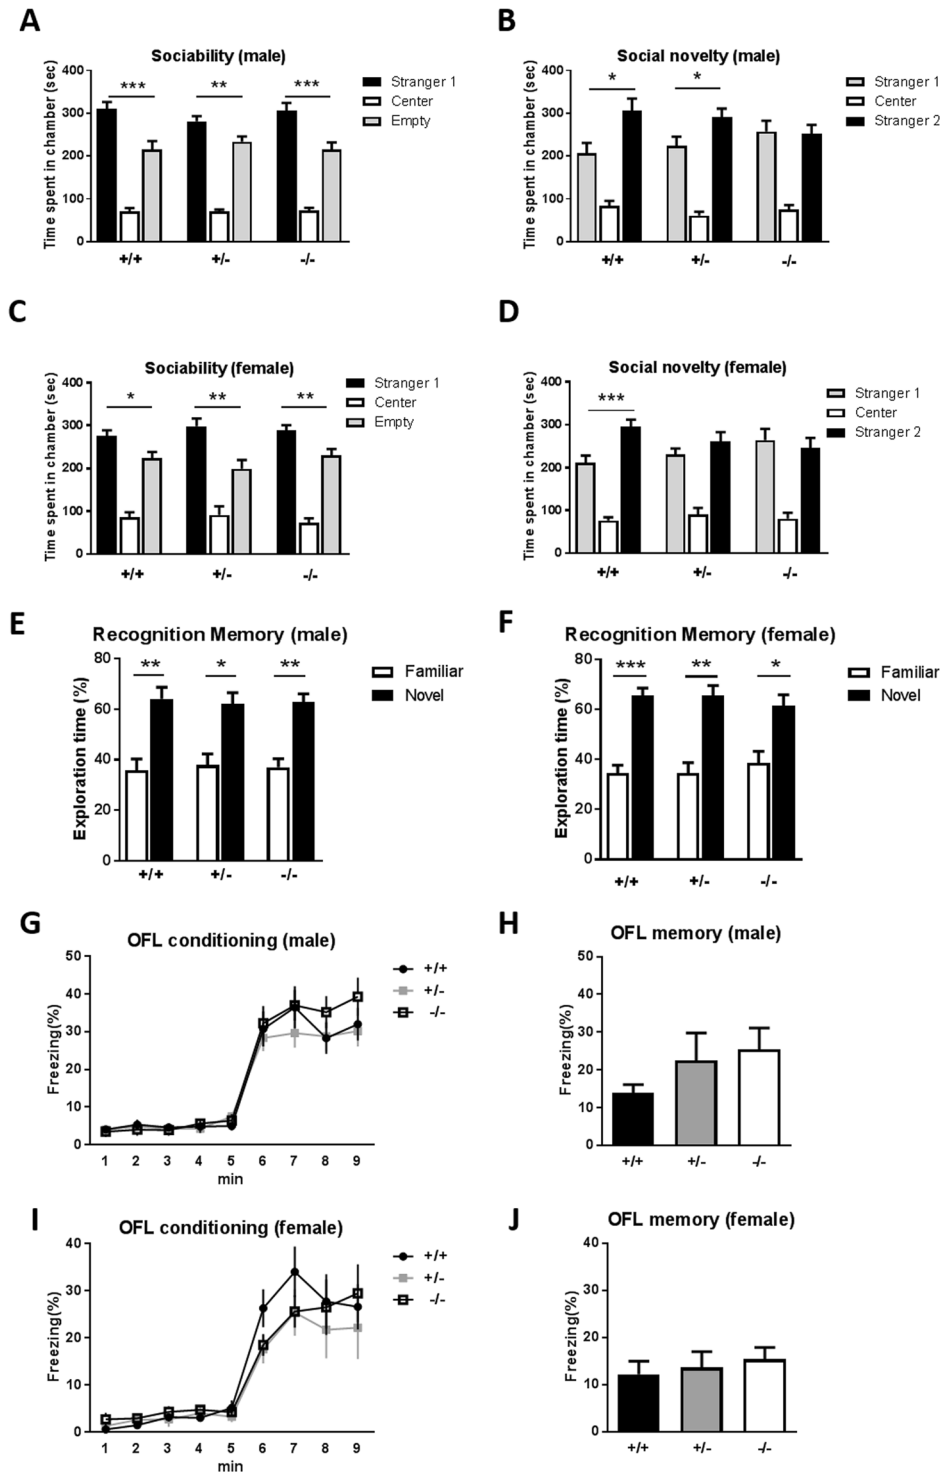 A
Sociability (male)
Time spent in chamber (sec)
400
300
200
100
0
*** ** ***
+/+ +/- -/-
Stranger 1
Center
Empty
B
Social novelty (male)
Time spent in chamber (sec)
400
300
200
100
0
* *
+/+ +/- -/-
Stranger 1
Center
Stranger 2
C
Sociability (female)
Time spent in chamber (sec)
400
300
200
100
0
* ** **
+/+ +/- -/-
Stranger 1
Center
Empty
D
Social novelty (female)
Time spent in chamber (sec)
400
300
200
100
0
***
+/+ +/- -/-
Stranger 1
Center
Stranger 2
E
Recognition Memory (male)
Exploration time (%)
80
60
40
20
0
** * **
+/+ +/- -/-
Familiar
Novel
F
Recognition Memory (female)
Exploration time (%)
80
60
40
20
0
*** ** *
+/+ +/- -/-
Familiar
Novel
G
OFL conditioning (male)
Freezing(%)
50
40
30
20
10
0
1 2 3 4 5 6 7 8 9
min
+/+
+/-
-/-
H
OFL memory (male)
Freezing(%)
50
40
30
20
10
0
+/+ +/- -/-
I
OFL conditioning (female)
Freezing(%)
40
30
20
10
0
1 2 3 4 5 6 7 8 9
min
+/+
+/-
-/-
J
OFL memory (female)
Freezing(%)
40
30
20
10
0
+/+ +/- -/-